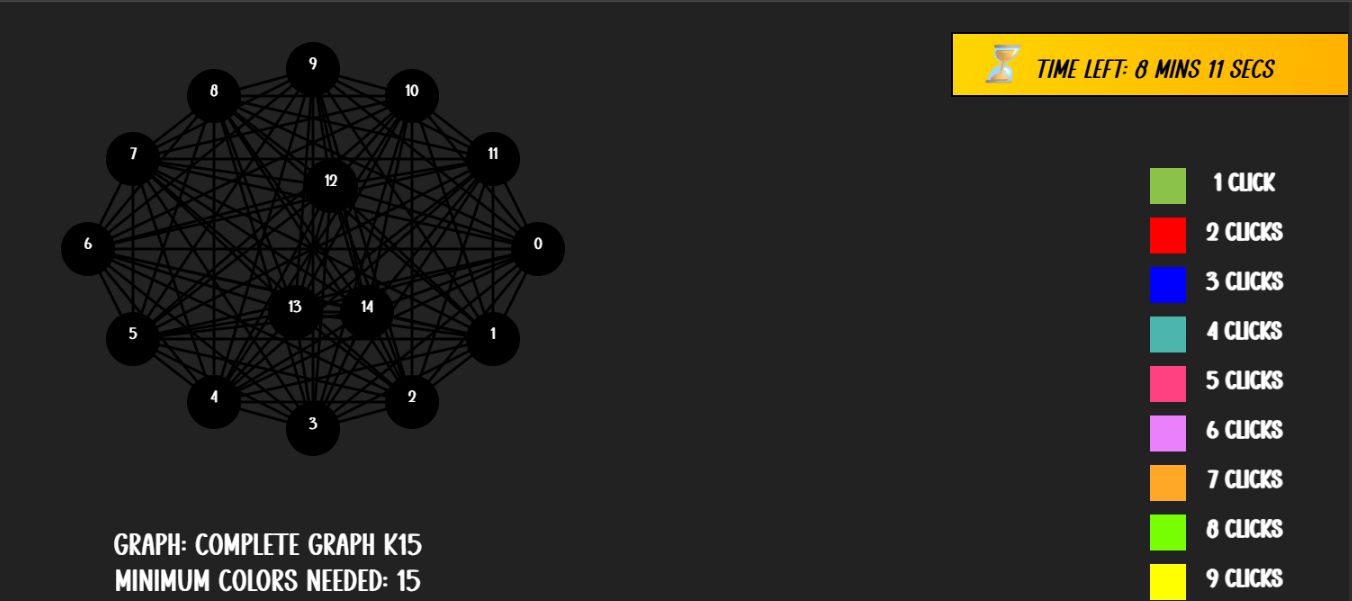 TIME LEFT: 8 MINS 11 SECS
9
8
10
7
11
12
6
0
13
14
5
1
4
2
3
1 CLICK
2 CLICKS
3 CLICKS
4 CLICKS
5 CLICKS
6 CLICKS
7 CLICKS
8 CLICKS
9 CLICKS
GRAPH: COMPLETE GRAPH K15
MINIMUM COLORS NEEDED: 15